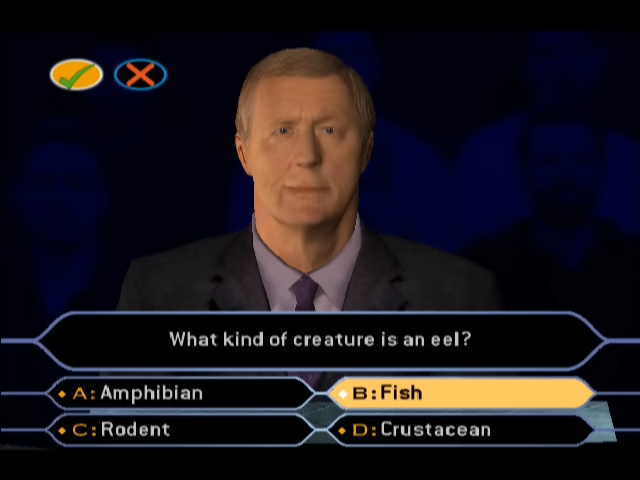 What kind of creature is an eel?
A: Amphibian
B: Fish
C: Rodent
D: Crustacean